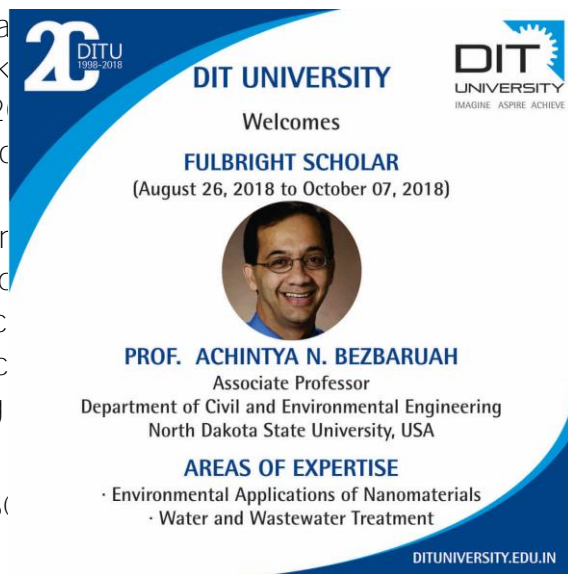 20 DITU
1998-2018
DIT
UNIVERSITY
IMAGINE ASPIRE ACHIEVE
DIT UNIVERSITY
Welcomes
FULBRIGHT SCHOLAR
(August 26, 2018 to October 07, 2018)
PROF. ACHINTYA N. BEZBARUAH
Associate Professor
Department of Civil and Environmental Engineering
North Dakota State University, USA
AREAS OF EXPERTISE
· Environmental Applications of Nanomaterials
· Water and Wastewater Treatment
DITUNIVERSITY.EDU.IN